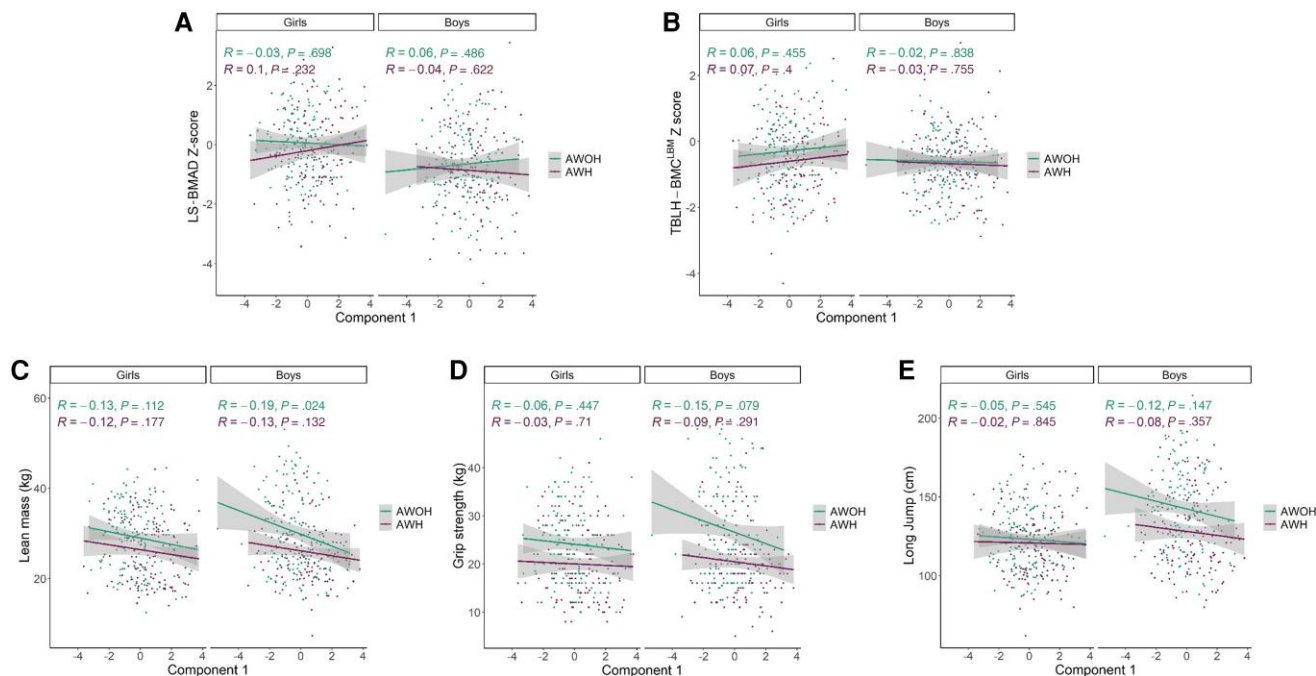 A
Girls
Boys
R = −0.03, P = .698
R = 0.1, P = .232
R = 0.06, P = .486
R = −0.04, P = .622
LS-BMAD Z-score
2
0
-2
-4
-4 -2 0 2 4
-4 -2 0 2 4
Component 1
AWOH
AWH
B
Girls
Boys
R = 0.06, P = .455
R = 0.07, P = .4
R = −0.02, P = .838
R = −0.03, P = .755
TBLH – BMC^LBM Z score
2
0
-2
-4
-4 -2 0 2 4
-4 -2 0 2 4
Component 1
AWOH
AWH
C
Girls
Boys
R = −0.13, P = .112
R = −0.12, P = .177
R = −0.19, P = .024
R = −0.13, P = .132
Lean mass (kg)
60
40
20
-4 -2 0 2 4
-4 -2 0 2 4
Component 1
AWOH
AWH
D
Girls
Boys
R = −0.06, P = .447
R = −0.03, P = .71
R = −0.15, P = .079
R = −0.09, P = .291
Grip strength (kg)
50
40
30
20
10
-4 -2 0 2 4
-4 -2 0 2 4
Component 1
AWOH
AWH
E
Girls
Boys
R = −0.05, P = .545
R = −0.02, P = .845
R = −0.12, P = .147
R = −0.08, P = .357
Long Jump (cm)
200
150
100
-4 -2 0 2 4
-4 -2 0 2 4
Component 1
AWOH
AWH